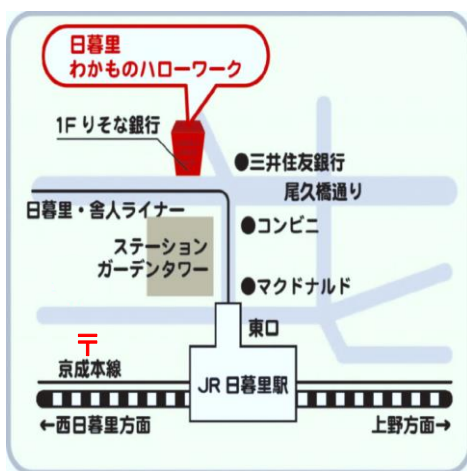 日暮里
わかものハローワーク
1F りそな銀行
●三井住友銀行
尾久橋通り
日暮里・舎人ライナー
●コンビニ
ステーション
ガーデンタワー
●マクドナルド
東口
〒
京成本線
JR 日暮里駅
←西日暮里方面
上野方面→